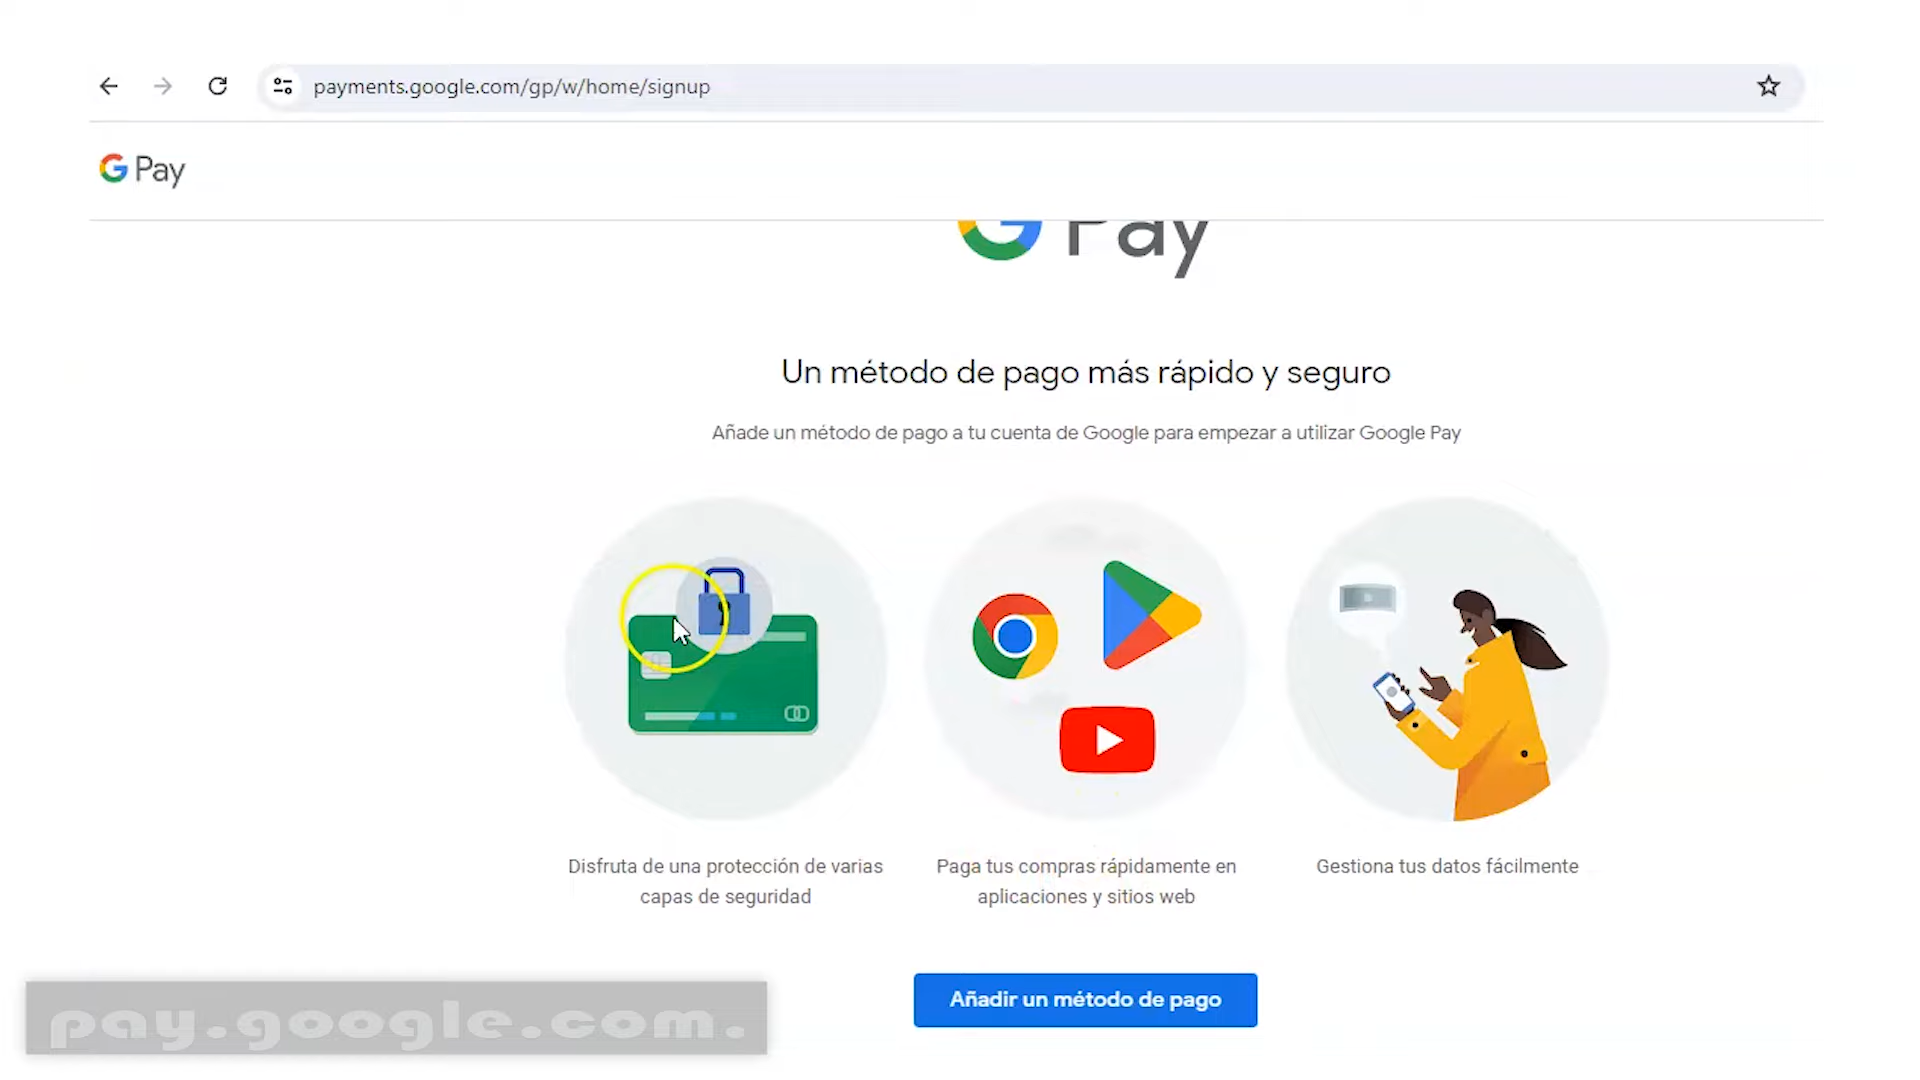 payments.google.com/gp/w/home/signup
G Pay
G Pay
Un método de pago más rápido y seguro
Añade un método de pago a tu cuenta de Google para empezar a utilizar Google Pay
Disfruta de una protección de varias
capas de seguridad
Paga tus compras rápidamente en
aplicaciones y sitios web
Gestiona tus datos fácilmente
Añadir un método de pago
pay.google.com.